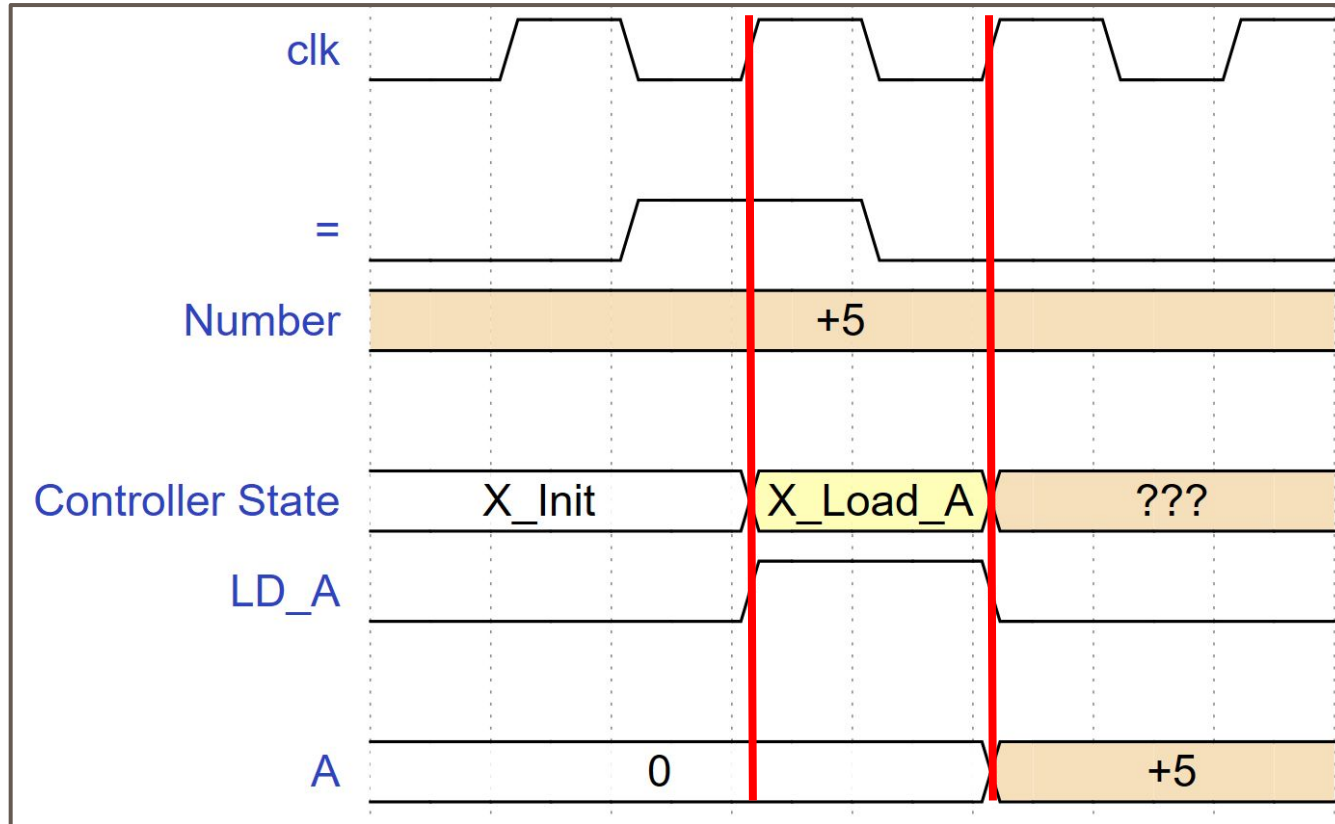 clk
=
Number +5
Controller State X_Init X_Load_A ???
LD_A
A 0 +5